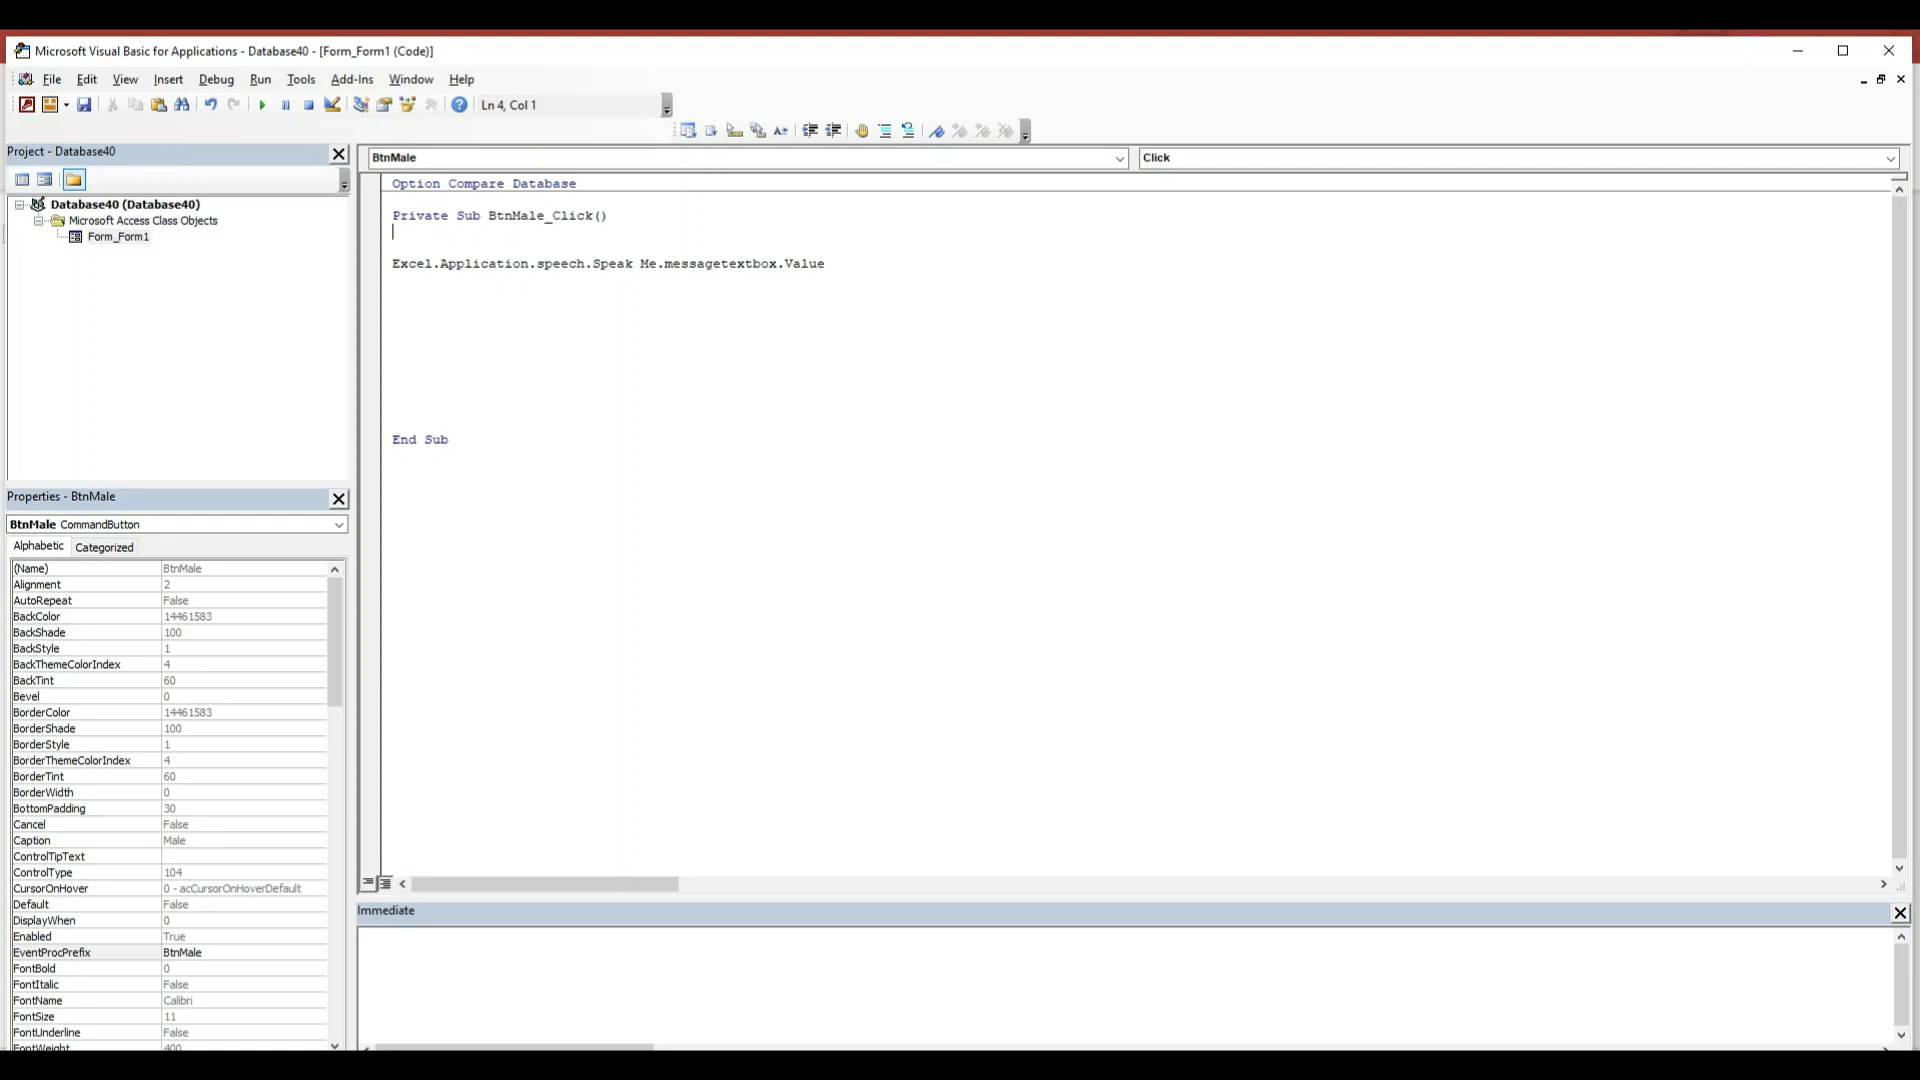 Microsoft Visual Basic for Applications - Database40 - [Form_Form1 (Code)]
File Edit View Insert Debug Run Tools Add-Ins Window Help
Ln 4, Col 1
Project - Database40
Database40 (Database40)
Microsoft Access Class Objects
Form_Form1
BtnMale
Click
Option Compare Database
Private Sub BtnMale_Click()
Excel.Application.speech.Speak Me.messagetextbox.Value
End Sub
Properties - BtnMale
BtnMale CommandButton
Alphabetic Categorized
(Name) BtnMale
Alignment 2
AutoRepeat False
BackColor 14461583
BackShade 100
BackStyle 1
BackThemeColorIndex 4
BackTint 60
Bevel 0
BorderColor 14461583
BorderShade 100
BorderStyle 1
BorderThemeColorIndex 4
BorderTint 60
BorderWidth 0
BottomPadding 30
Cancel False
Caption Male
ControlTipText
ControlType 104
CursorOnHover 0 - acCursorOnHoverDefault
Default False
DisplayWhen 0
Enabled True
EventProcPrefix BtnMale
FontBold 0
FontItalic False
FontName Calibri
FontSize 11
FontUnderline False
FontWeight 400
Immediate